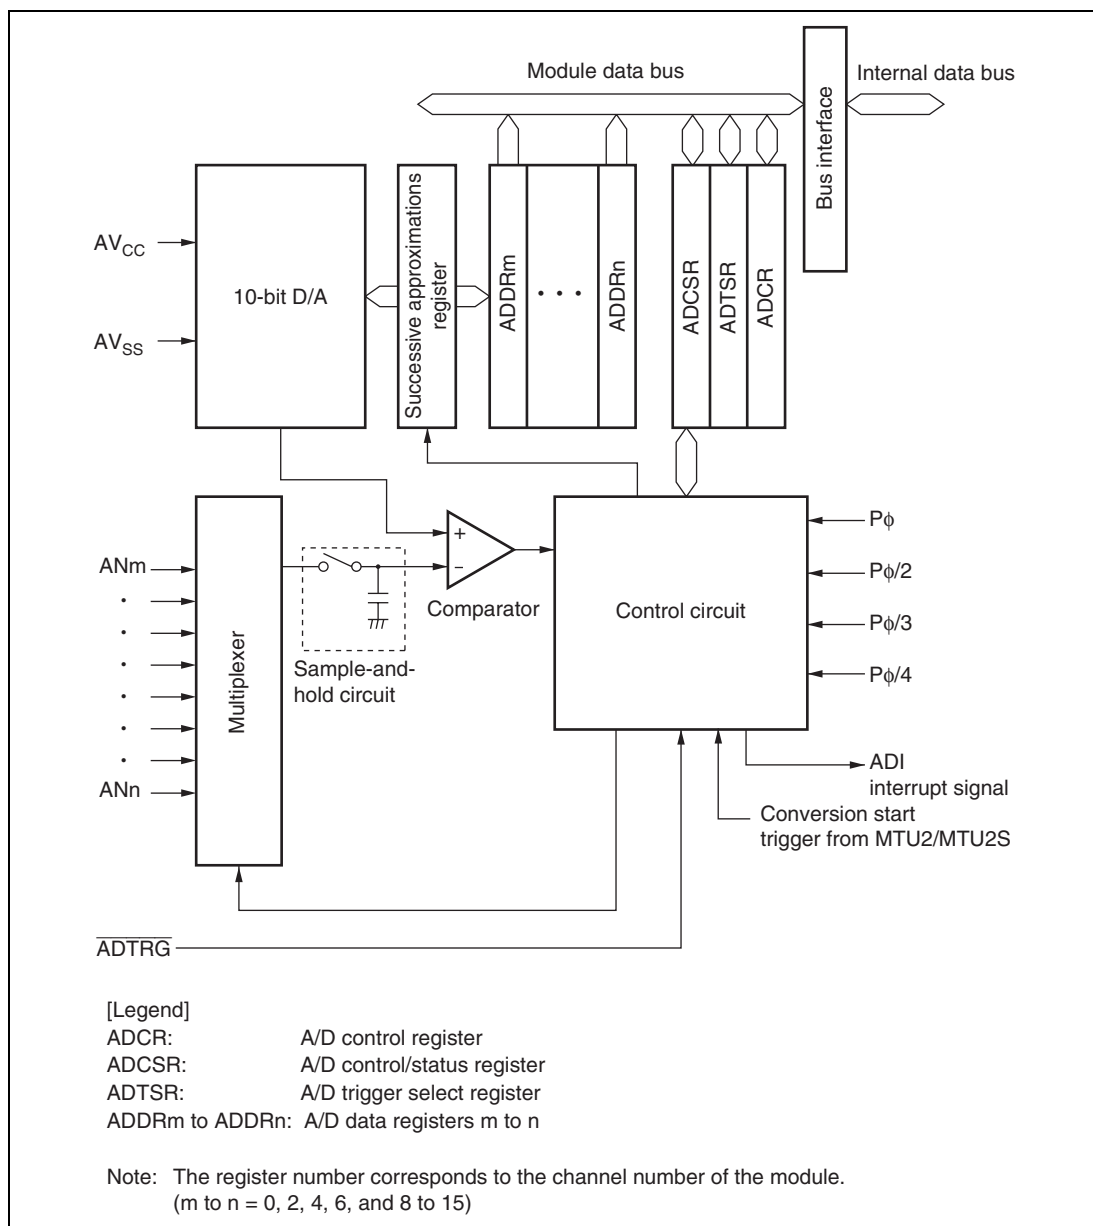 Module data bus
Internal data bus
Bus interface
AVCC
AVSS
10-bit D/A
Successive approximations
register
ADDRm
• • •
ADDRn
ADCSR
ADTSR
ADCR
ANm
•
•
•
•
•
•
ANn
Multiplexer
+
−
Comparator
Sample-and-
hold circuit
Control circuit
Pϕ
Pϕ/2
Pϕ/3
Pϕ/4
ADI
interrupt signal
Conversion start
trigger from MTU2/MTU2S
ADTRG
[Legend]
ADCR: A/D control register
ADCSR: A/D control/status register
ADTSR: A/D trigger select register
ADDRm to ADDRn: A/D data registers m to n
Note: The register number corresponds to the channel number of the module.
(m to n = 0, 2, 4, 6, and 8 to 15)